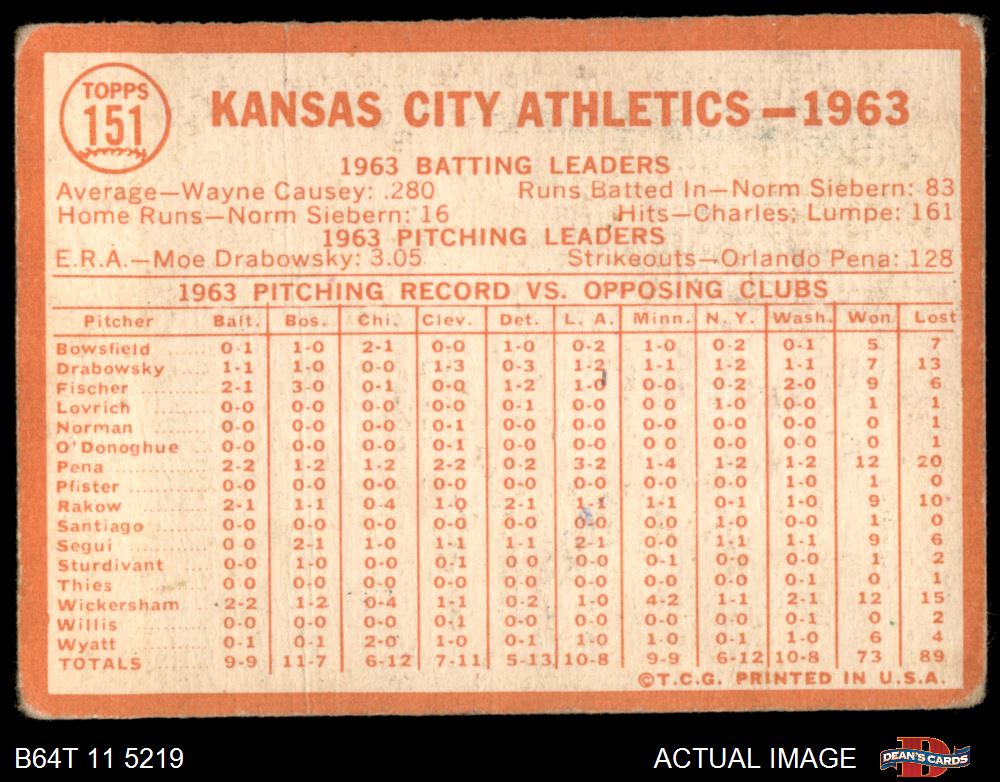 TOPPS
151
KANSAS CITY ATHLETICS—1963
1963 BATTING LEADERS
Average—Wayne Causey: .280 Runs Batted In—Norm Siebern: 83
Home Runs—Norm Siebern: 16 Hits—Charles; Lumpe: 161
1963 PITCHING LEADERS
E.R.A.—Moe Drabowsky: 3.05 Strikeouts—Orlando Pena: 128
1963 PITCHING RECORD VS. OPPOSING CLUBS
Pitcher Balt. Bos. Chi. Clev. Det. L. A. Minn. N. Y. Wash. Won Lost
Bowsfield 0-1 1-0 2-1 0-0 1-0 0-2 1-0 0-2 0-1 5 7
Drabowsky 1-1 1-0 0-0 1-3 0-3 1-2 1-1 1-2 1-1 7 13
Fischer 2-1 3-0 0-1 0-0 1-2 1-0 0-0 0-2 2-0 9 6
Lovrich 0-0 0-0 0-0 0-0 0-1 0-0 0 0 1-0 0-0 1 1
Norman 0-0 0-0 0-0 0-1 0-0 0-0 0-0 0-0 0-0 0 1
O'Donoghue 0-0 0-0 0-0 0-1 0-0 0-0 0-0 0-0 0-0 0 1
Pena 2-2 1-2 1-2 2-2 0-2 3-2 1-4 1-2 1-2 12 20
Pfister 0-0 0-0 0-0 0-0 0-0 0-0 0-0 0-0 1-0 1 0
Rakow 2-1 1-1 0-4 1-0 2-1 1-1 1-1 0-1 1-0 9 10
Santiago 0-0 0-0 0-0 0-0 0-0 0-0 0-0 1-0 0-0 1 0
Segui 0 0 2-1 1-0 1-1 1-1 2-1 0-0 1-1 1-1 9 6
Sturdivant 0-0 1-0 0-0 0-1 0 0 0-0 0-1 0-0 0-0 1 2
Thies 0 0 0-0 0-0 0-0 0-0 0-0 0 0 0-0 0-1 0 1
Wickersham 2-2 1-2 0-4 1-1 0-2 1-0 4-2 1-1 2-1 12 15
Willis 0-0 0-0 0-0 0-1 0-0 0-0 0-0 0-0 0-1 0 2
Wyatt 0-1 0-1 2-0 1-0 0-1 1-0 1-0 0-1 1-0 6 4
TOTALS 9-9 11-7 6-12 7-11 5-13 10-8 9-9 6-12 10-8 73 89
©T.C.G. PRINTED IN U.S.A.
B64T 11 5219 ACTUAL IMAGE DEAN'S CARDS